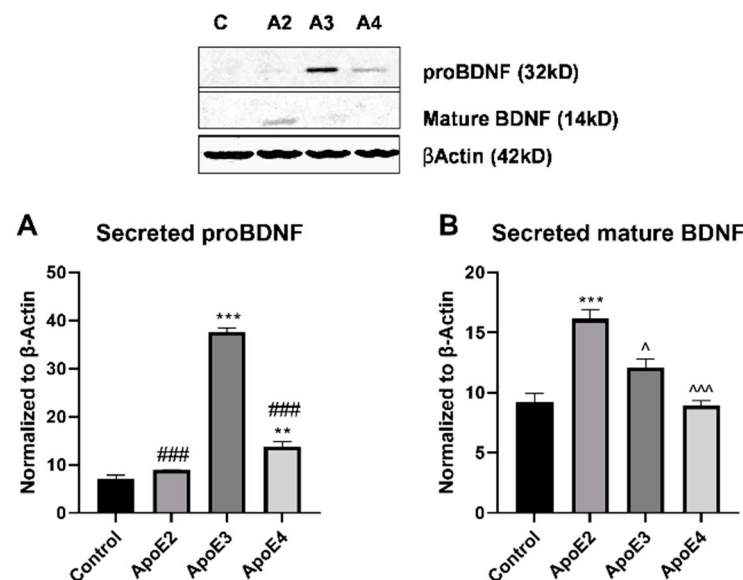 C A2 A3 A4
proBDNF (32kD)
Mature BDNF (14kD)
βActin (42kD)
A Secreted proBDNF
Normalized to β-Actin
50
40
30
20
10
0
###
***
###
**
Control
ApoE2
ApoE3
ApoE4
B Secreted mature BDNF
Normalized to β-Actin
20
15
10
5
0
***
^
^^^
Control
ApoE2
ApoE3
ApoE4